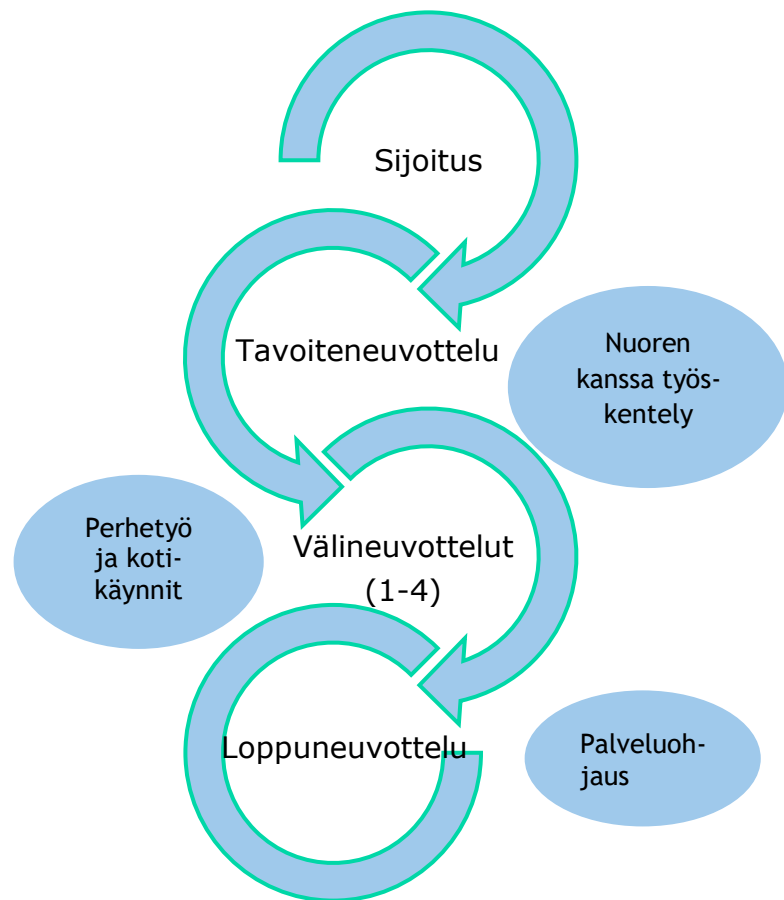 Sijoitus
Tavoiteneuvottelu
Nuoren
kanssa työs-
kentely
Perhetyö
ja koti-
käynnit
Välineuvottelut
(1-4)
Loppuneuvottelu
Palveluoh-
jaus